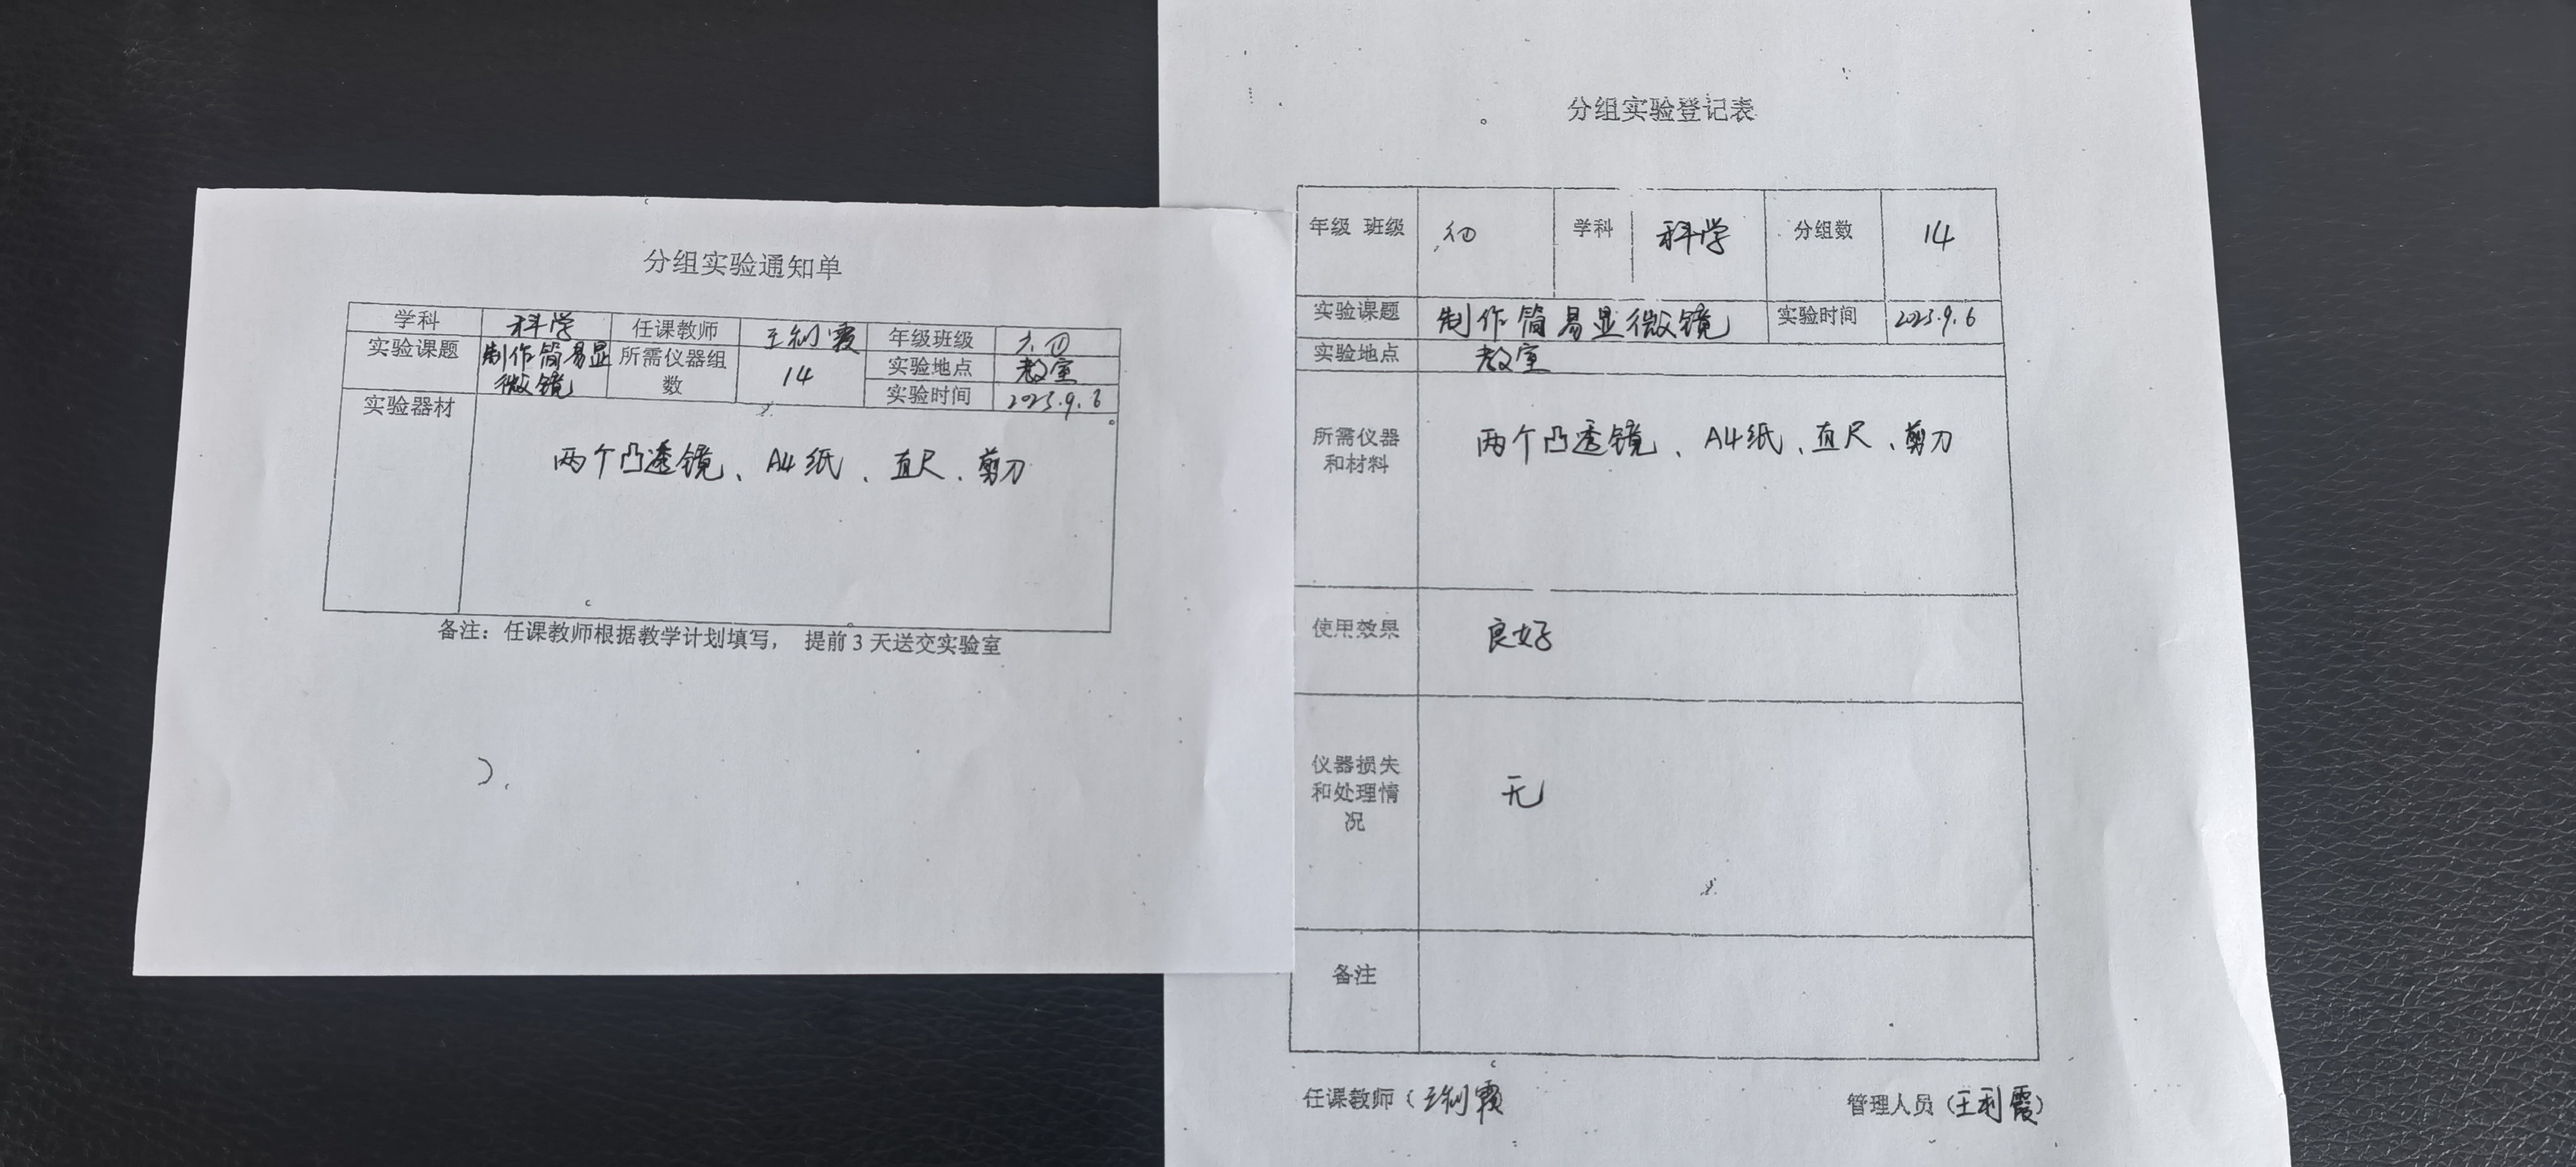 分组实验通知单
学科 科学 任课教师 王利霞 年级班级 六④
实验课题 制作简易显微镜 所需仪器组数 14 实验地点 教室
实验时间 2023.9.6
实验器材 两个凸透镜、A4纸、直尺、剪刀
备注：任课教师根据教学计划填写， 提前3天送交实验室
分组实验登记表
年级 班级 六④ 学科 科学 分组数 14
实验课题 制作简易显微镜 实验时间 2023.9.6
实验地点 教室
所需仪器和材料 两个凸透镜、A4纸、直尺、剪刀
使用效果 良好
仪器损失和处理情况 无
备注
任课教师（王利霞 管理人员（王利霞）